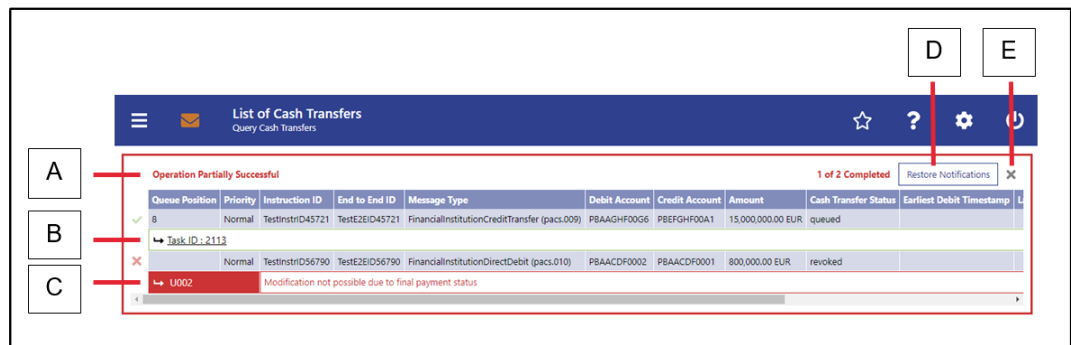 D E
List of Cash Transfers
Query Cash Transfers
?
A
Operation Partially Successful 1 of 2 Completed Restore Notifications
Queue Position Priority Instruction ID End to End ID Message Type Debit Account Credit Account Amount Cash Transfer Status Earliest Debit Timestamp
8 Normal TestInstrID45721 TestE2EID45721 FinancialInstitutionCreditTransfer (pacs.009) PBAAGHF00G6 PBEFGHF00A1 15,000,000.00 EUR queued
B
Task ID : 2113
Normal TestInstrID56790 TestE2EID56790 FinancialInstitutionDirectDebit (pacs.010) PBAACDF0002 PBAACDF0001 800,000.00 EUR revoked
C
U002 Modification not possible due to final payment status